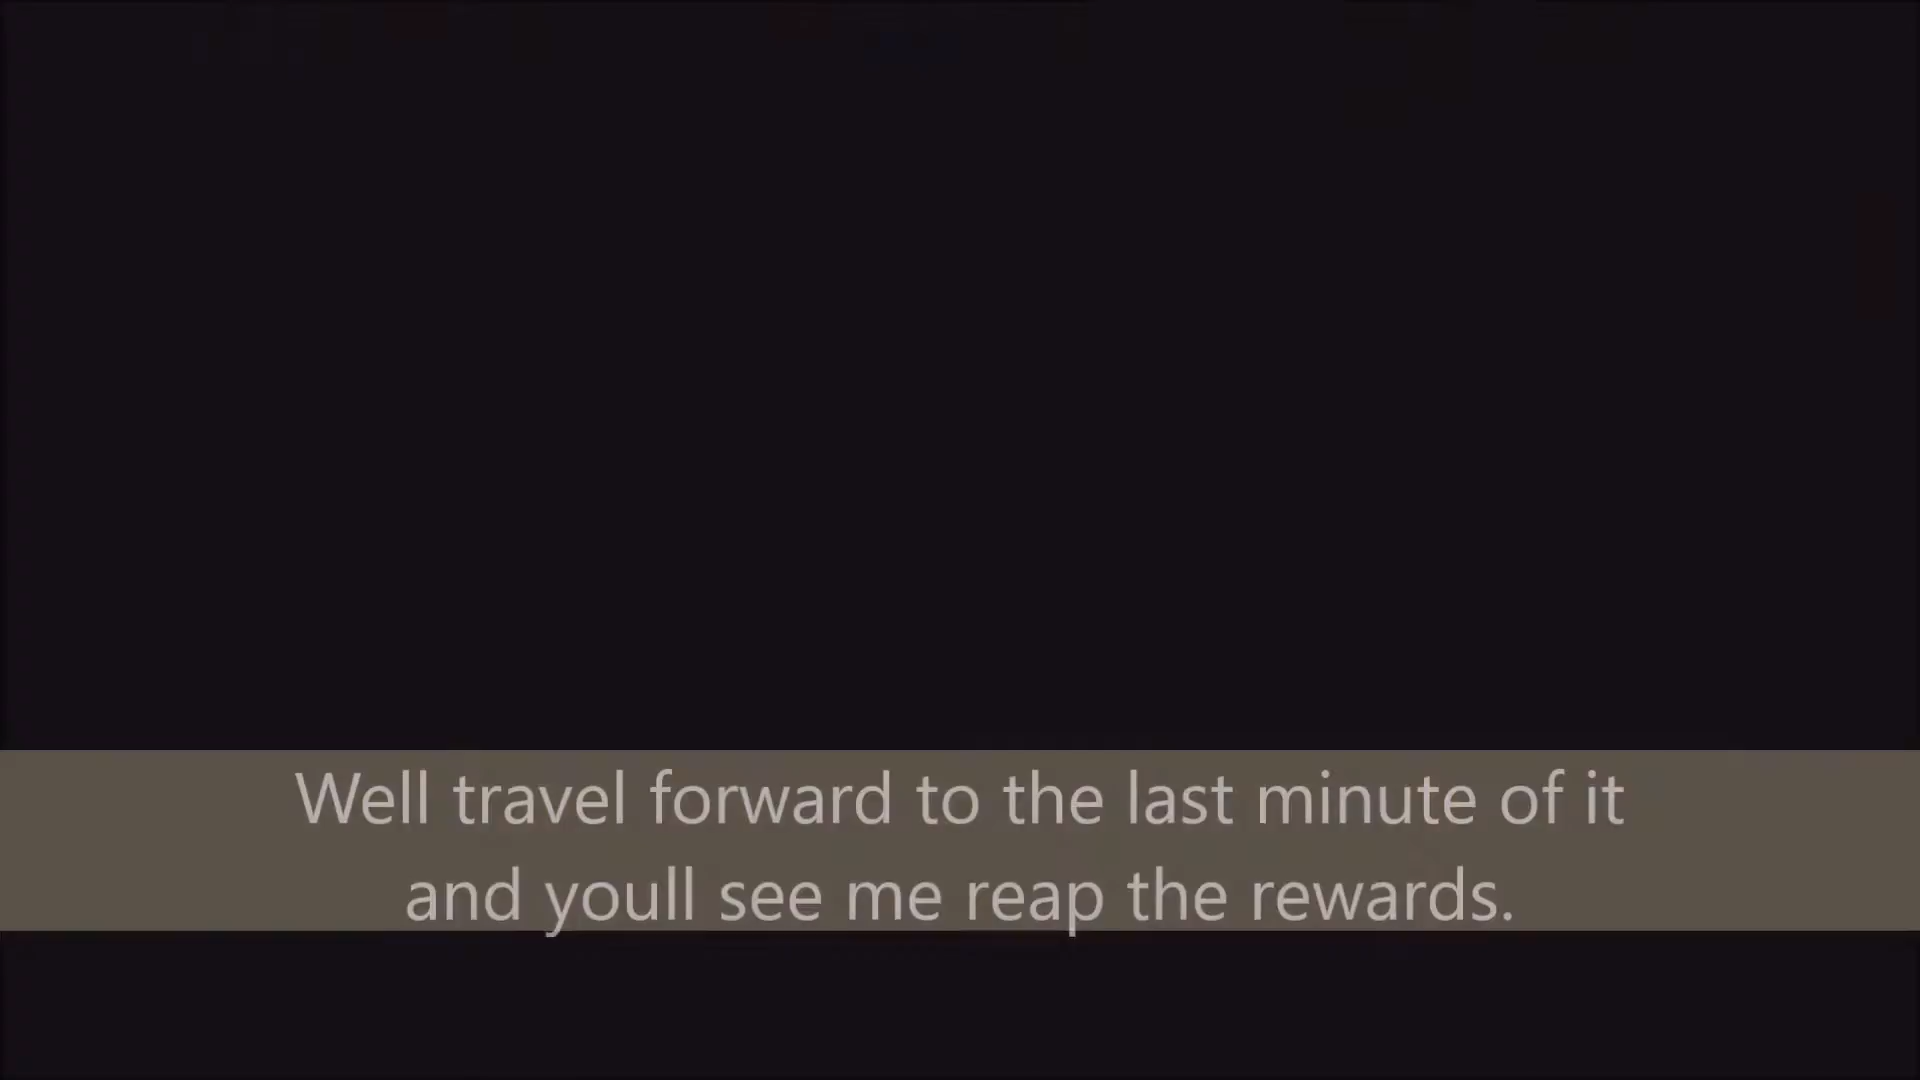 Well travel forward to the last minute of it
and youll see me reap the rewards.